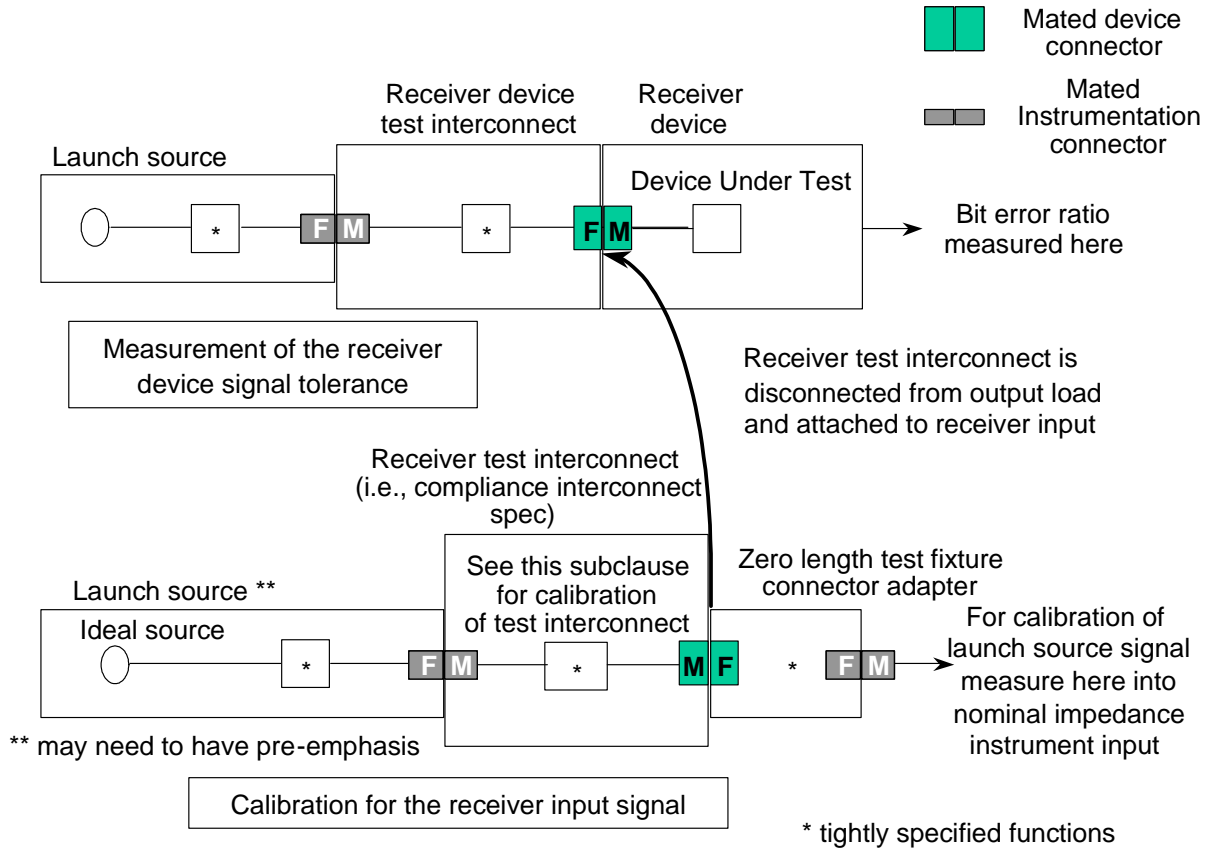 Mated device
connector
Mated
Instrumentation
connector
Receiver device
test interconnect
Receiver
device
Launch source
Device Under Test
*
F M
*
F M
Bit error ratio
measured here
Measurement of the receiver
device signal tolerance
Receiver test interconnect is
disconnected from output load
and attached to receiver input
Receiver test interconnect
(i.e., compliance interconnect
spec)
Launch source **
Ideal source
See this subclause
for calibration
of test interconnect
Zero length test fixture
connector adapter
*
F M
*
M F
*
F M
For calibration of
launch source signal
measure here into
nominal impedance
instrument input
** may need to have pre-emphasis
Calibration for the receiver input signal
* tightly specified functions